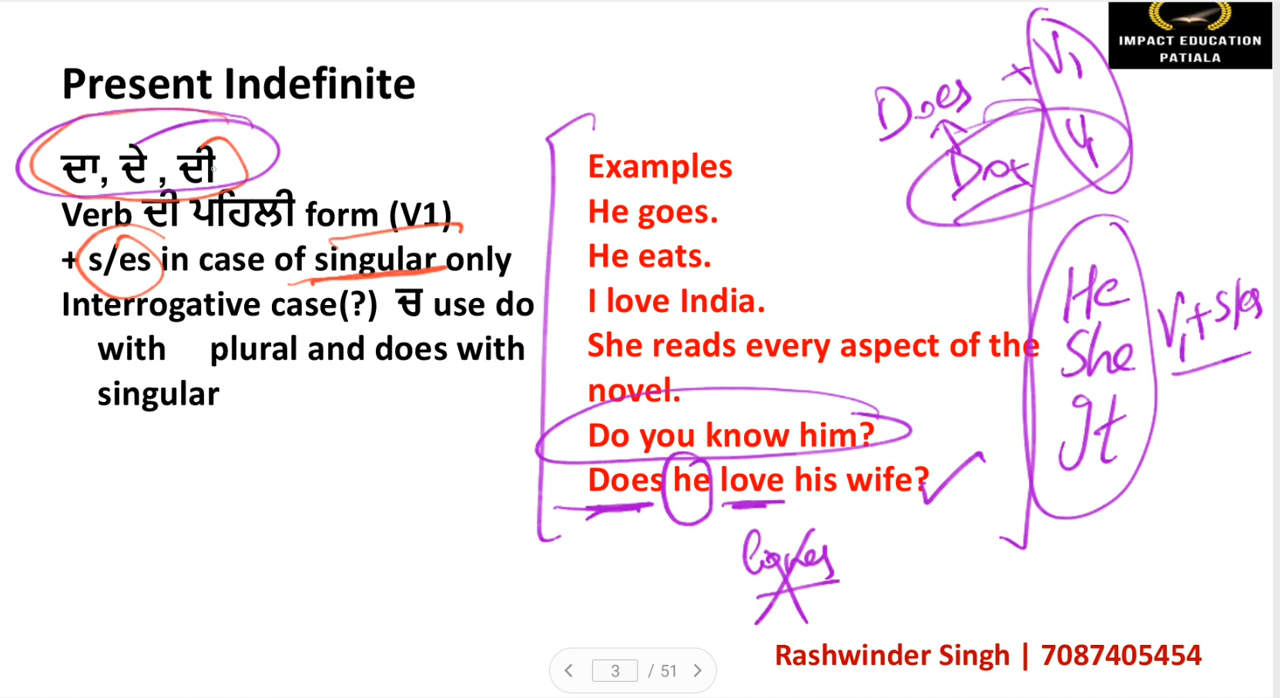 IMPACT EDUCATION
PATIALA
Present Indefinite
ਦਾ, ਦੇ , ਦੀ
Verb ਦੀ ਪਹਿਲੀ form (V1)
+ s/es in case of singular only
Interrogative case(?) ਚ use do
with plural and does with
singular
Examples
He goes.
He eats.
I love India.
She reads every aspect of the
novel.
Do you know him?
Does he love his wife?
Does + V1
He
She
It
V1 + s/es
3 / 51
Rashwinder Singh | 7087405454